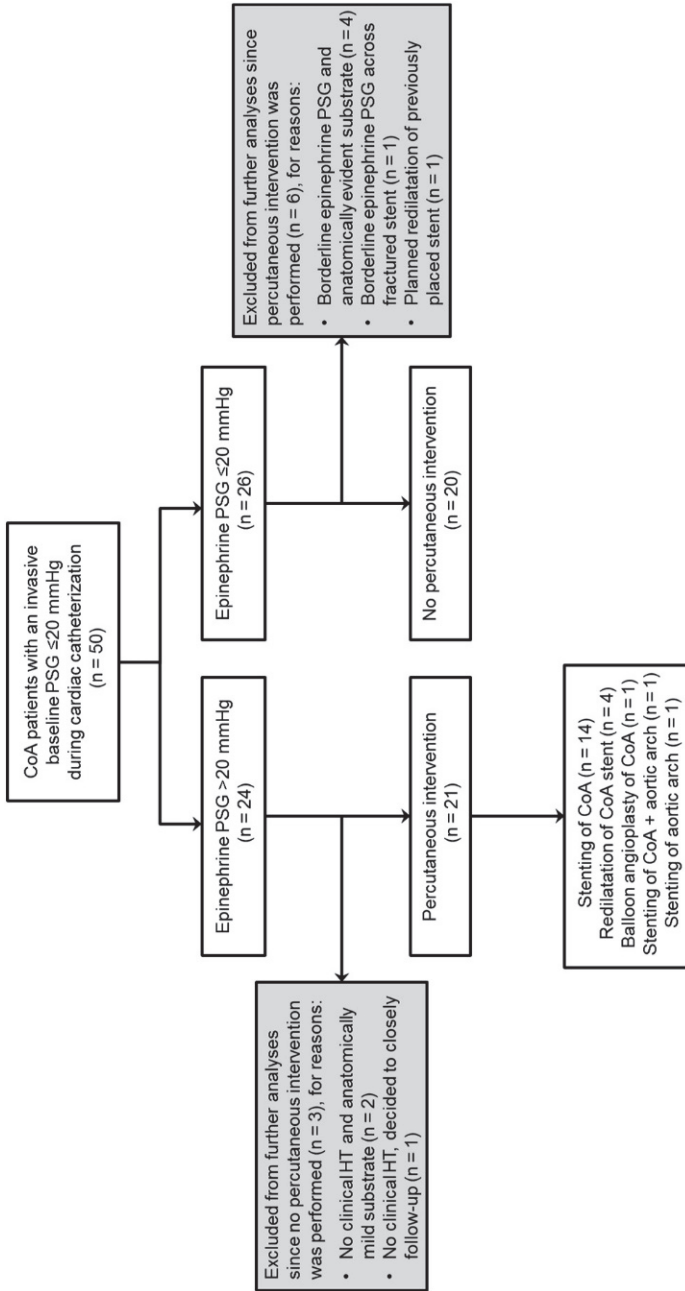 CoA patients with an invasive
baseline PSG ≤20 mmHg
during cardiac catheterization
(n = 50)
Epinephrine PSG >20 mmHg
(n = 24)
Epinephrine PSG ≤20 mmHg
(n = 26)
Excluded from further analyses
since no percutaneous intervention
was performed (n = 3), for reasons:
• No clinical HT and anatomically
mild substrate (n = 2)
• No clinical HT, decided to closely
follow-up (n = 1)
Excluded from further analyses since
percutaneous intervention was
performed (n = 6), for reasons:
• Borderline epinephrine PSG and
anatomically evident substrate (n = 4)
• Borderline epinephrine PSG across
fractured stent (n = 1)
• Planned redilatation of previously
placed stent (n = 1)
Percutaneous intervention
(n = 21)
No percutaneous intervention
(n = 20)
Stenting of CoA (n = 14)
Redilatation of CoA stent (n = 4)
Balloon angioplasty of CoA (n = 1)
Stenting of CoA + aortic arch (n = 1)
Stenting of aortic arch (n = 1)